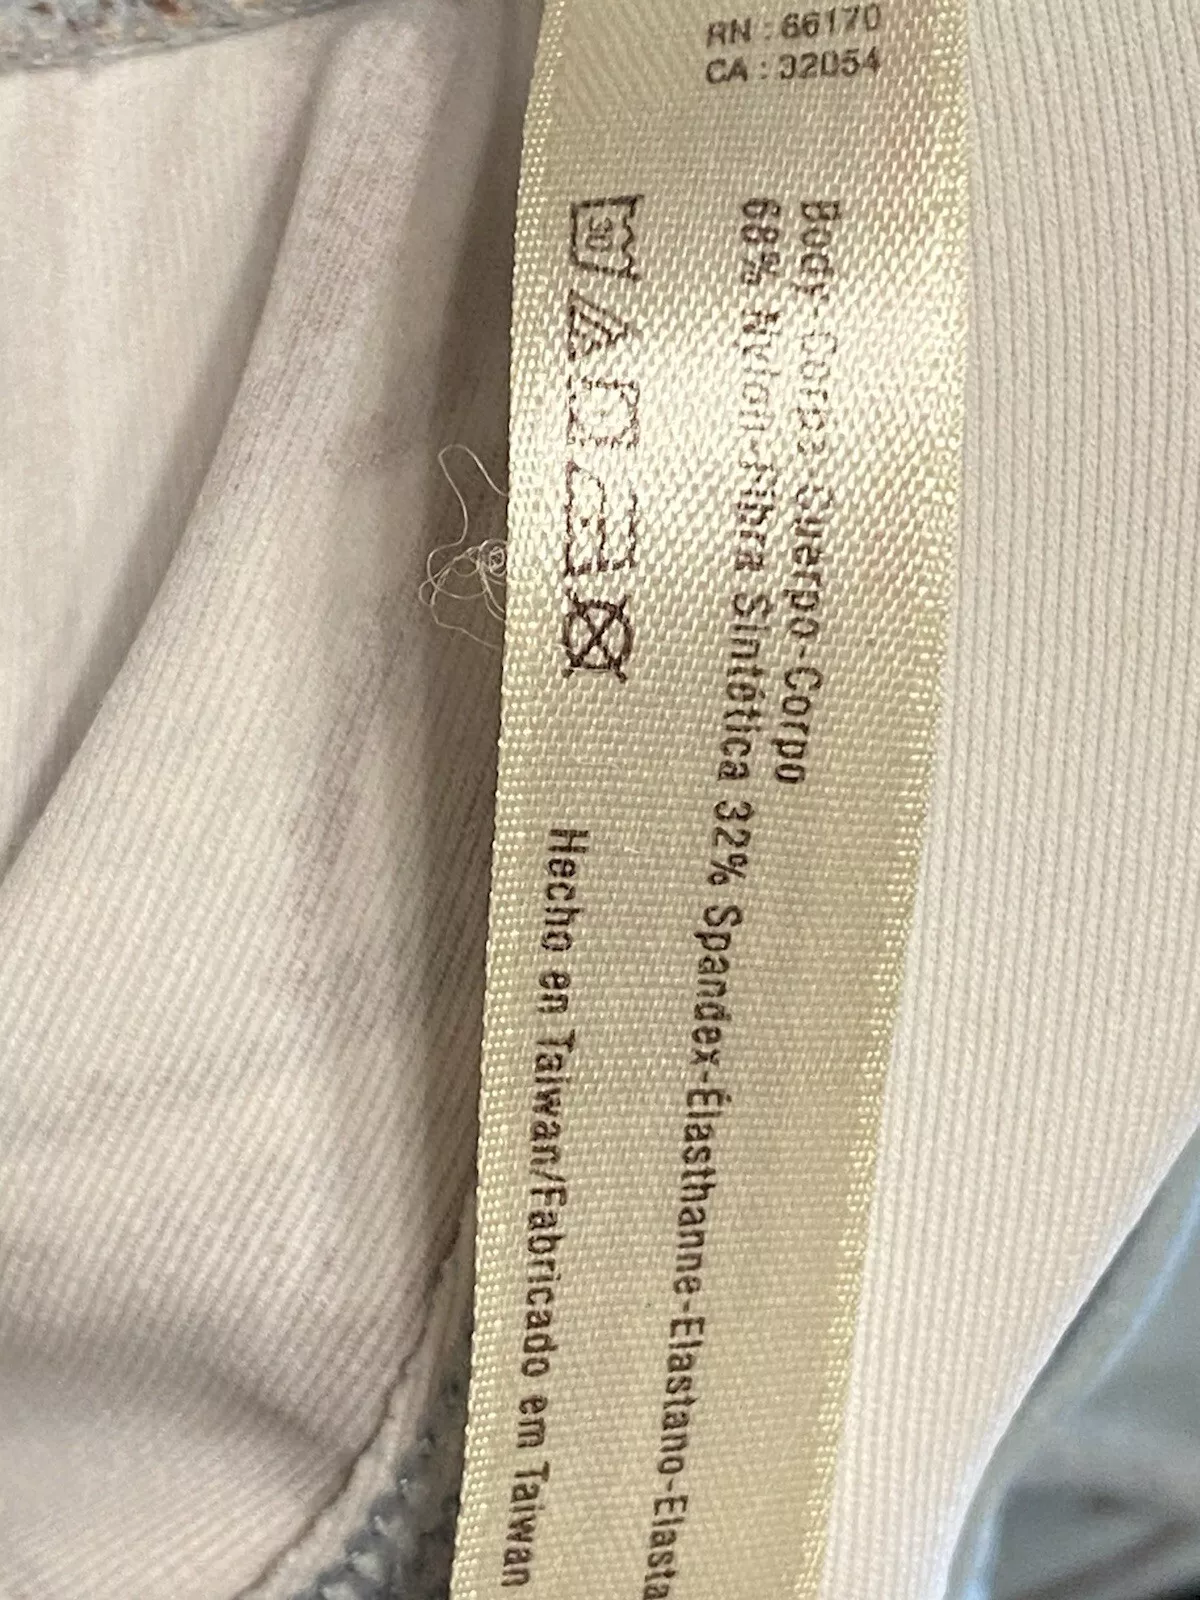 RN : 66170
CA : 32054
Body-Corps-Cuerpo-Corpo
68% Nylon-Fibra Sintética 32% Spandex-Élasthanne-Elastano-Elasta
30
Hecho en Taiwan/Fabricado em Taiwan